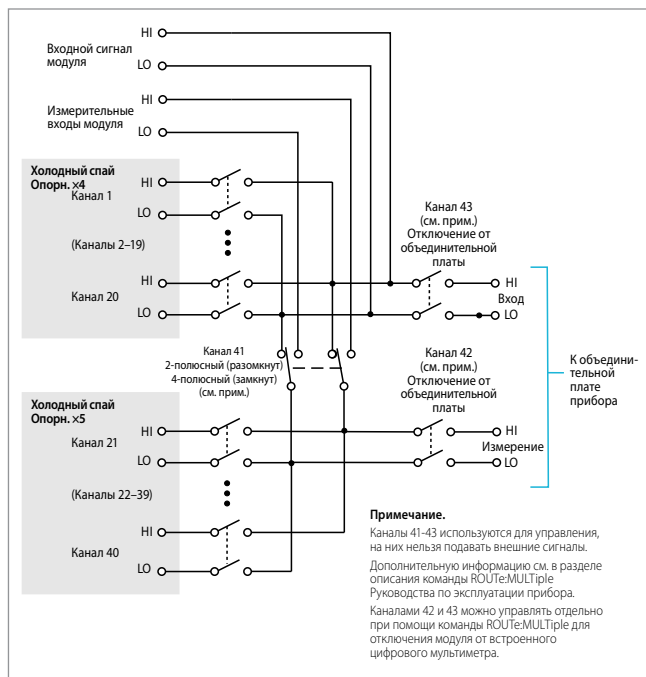 HI
Входной сигнал
модуля
LO
HI
Измерительные
входы модуля
LO
Холодный спай
Опорн. ×4
HI
Канал 1
LO
(Каналы 2–19)
HI
Канал 20
LO
Канал 43
(см. прим.)
Отключение от
объединительной
платы
HI
Вход
LO
Канал 41
2-полюсный (разомкнут)
4-полюсный (замкнут)
(см. прим.)
Канал 42
(см. прим.)
Отключение от
объединительной
платы
К объедини-
тельной
плате
прибора
Холодный спай
Опорн. ×5
HI
Канал 21
LO
(Каналы 22–39)
HI
Канал 40
LO
HI
Измерение
LO
Примечание.
Каналы 41-43 используются для управления,
на них нельзя подавать внешние сигналы.
Дополнительную информацию см. в разделе
описания команды ROUTe:MULTiple
Руководства по эксплуатации прибора.
Каналами 42 и 43 можно управлять отдельно
при помощи команды ROUTe:MULTiple для
отключения модуля от встроенного
цифрового мультиметра.